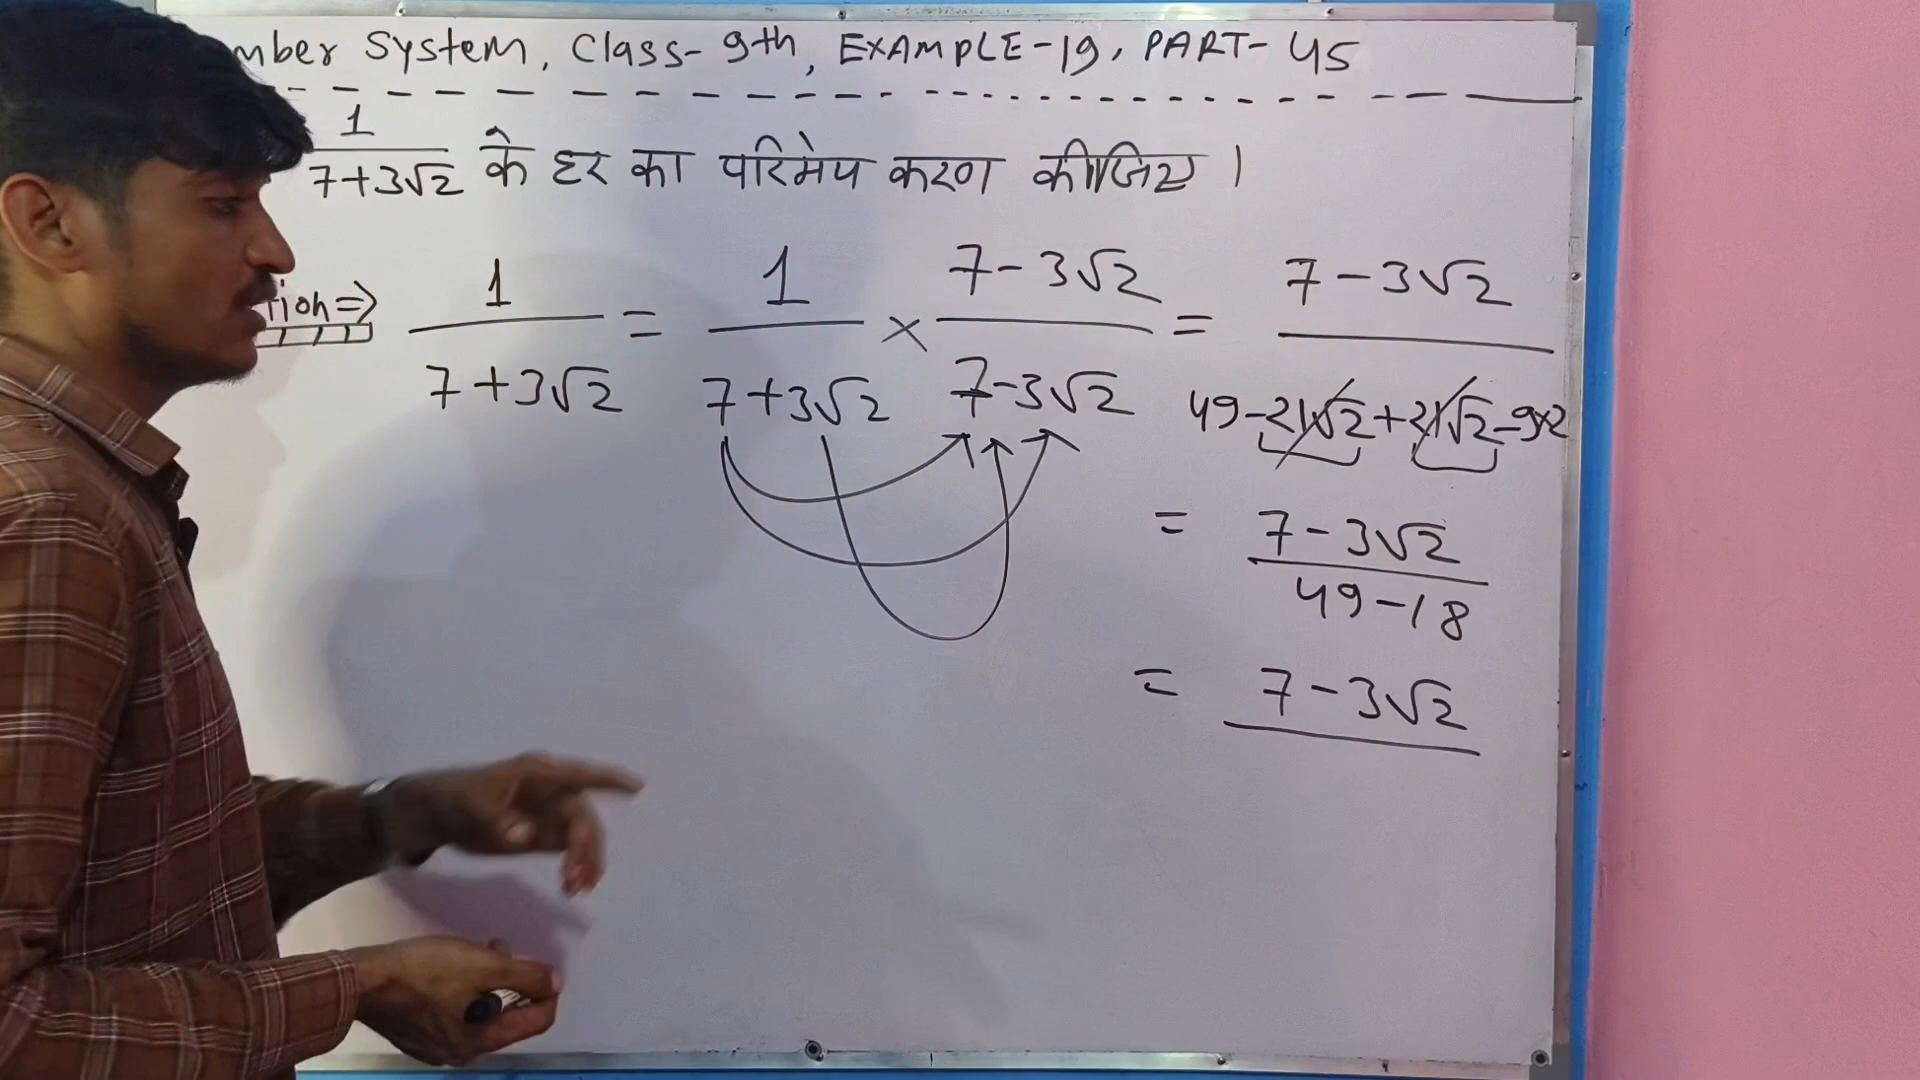 mber System, Class-9th, EXAMPLE-19, PART-45
1/(7+3√2) के हर का परिमेय करण कीजिए।
tion⇒ 1/(7+3√2) = 1/(7+3√2) × (7-3√2)/(7-3√2) = (7-3√2)/(49-21√2+21√2-9×2)
= (7-3√2)/(49-18)
= 7-3√2